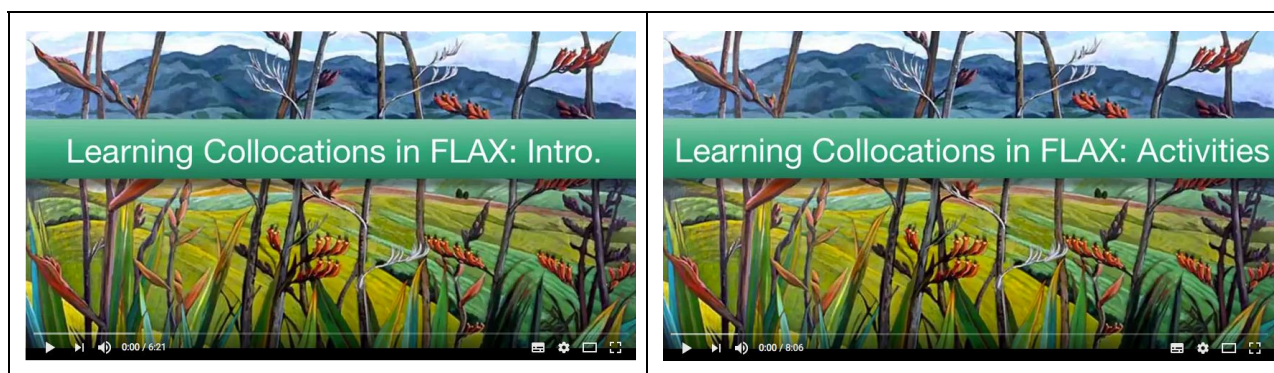 Learning Collocations in FLAX: Intro.
0:00 / 6:21
Learning Collocations in FLAX: Activities
0:00 / 8:06